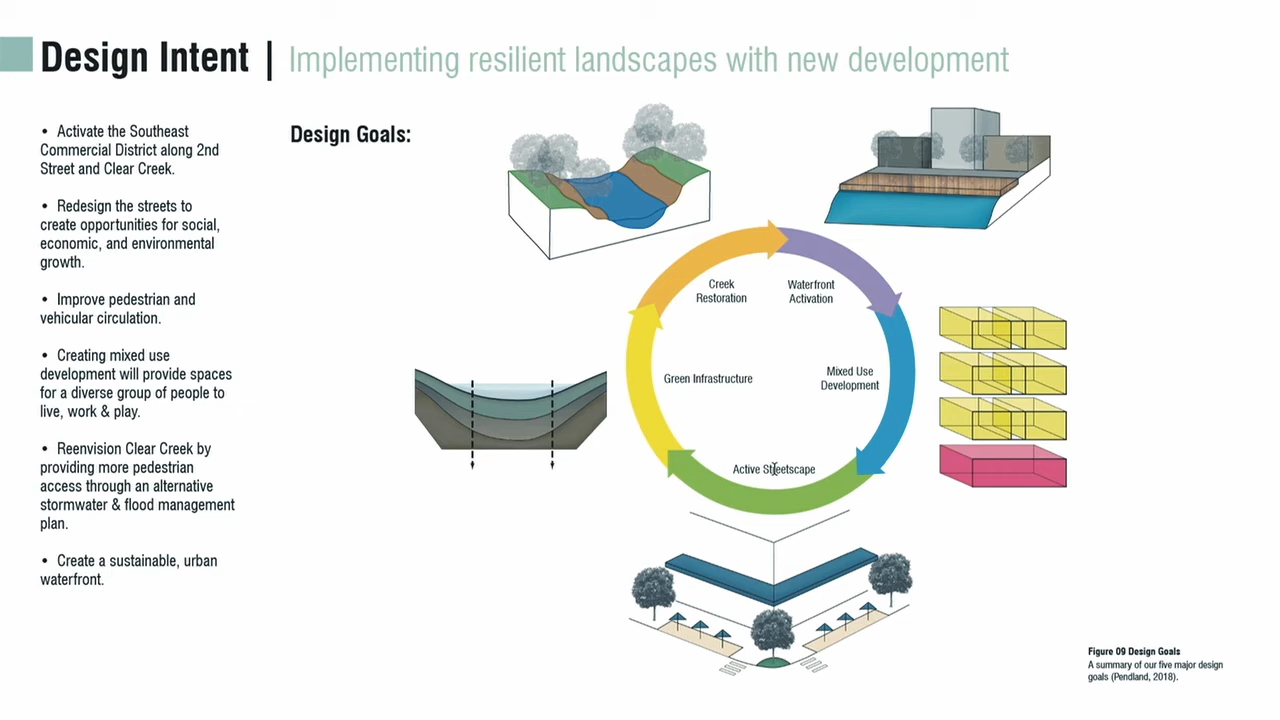 Design Intent | Implementing resilient landscapes with new development
• Activate the Southeast
Commercial District along 2nd
Street and Clear Creek.
• Redesign the streets to
create opportunities for social,
economic, and environmental
growth.
• Improve pedestrian and
vehicular circulation.
• Creating mixed use
development will provide spaces
for a diverse group of people to
live, work & play.
• Reenvision Clear Creek by
providing more pedestrian
access through an alternative
stormwater & flood management
plan.
• Create a sustainable, urban
waterfront.
Design Goals:
Creek
Restoration
Waterfront
Activation
Green Infrastructure
Mixed Use
Development
Active Streetscape
Figure 09 Design Goals
A summary of our five major design
goals (Pendland, 2018).